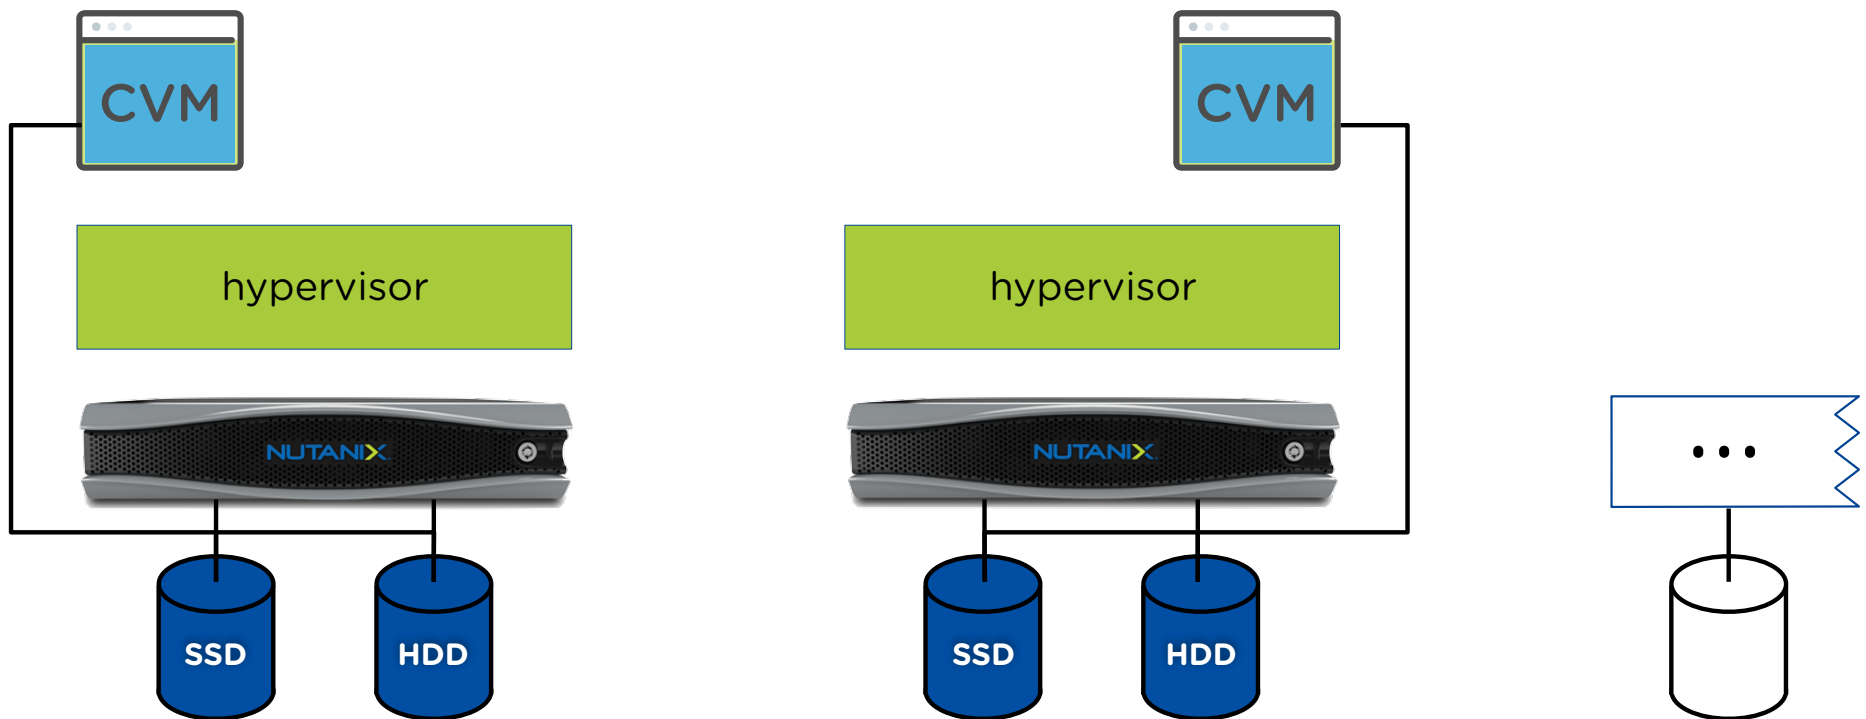 CVM
CVM
hypervisor
hypervisor
NUTANIX
NUTANIX
...
SSD
HDD
SSD
HDD